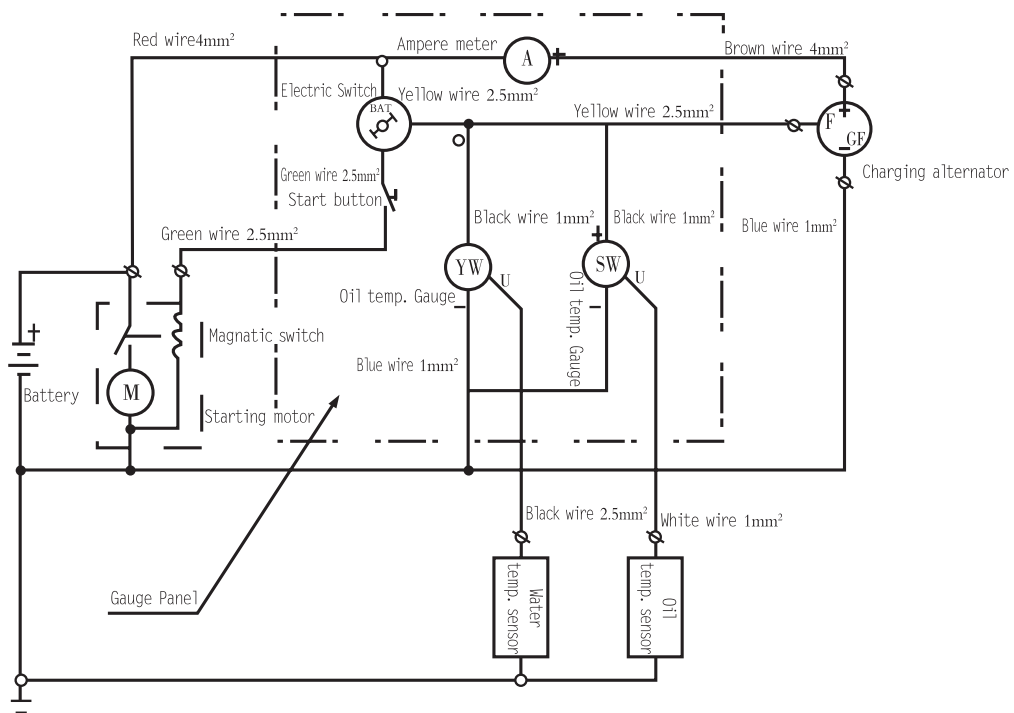 Red wire4mm²
Ampere meter
A
+
Brown wire 4mm²
Electric Switch
Yellow wire 2.5mm²
BAT
Yellow wire 2.5mm²
F
+
GF
−
Charging alternator
Green wire 2.5mm²
Start button
Green wire 2.5mm²
Black wire 1mm²
Black wire 1mm²
Blue wire 1mm²
+
YW
U
SW
U
Oil temp. Gauge
−
−
Oil temp. Gauge
+
Magnatic switch
Blue wire 1mm²
Battery
M
Starting motor
Black wire 2.5mm²
White wire 1mm²
Water
temp. sensor
Oil
temp. sensor
Gauge Panel